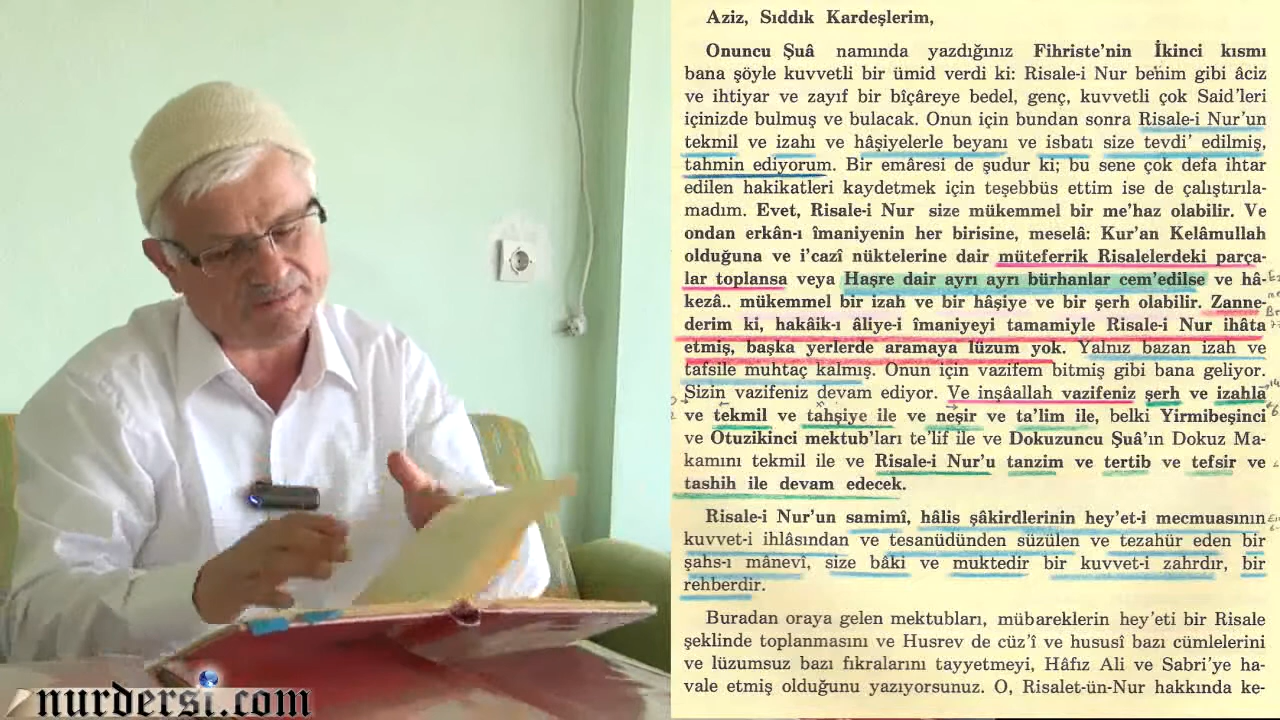 Aziz, Sıddık Kardeşlerim,
Onuncu Şuâ namında yazdığınız Fihriste'nin İkinci kısmı
bana şöyle kuvvetli bir ümid verdi ki: Risale-i Nur benim gibi âciz
ve ihtiyar ve zayıf bir bîçâreye bedel, genç, kuvvetli çok Said'leri
içinizde bulmuş ve bulacak. Onun için bundan sonra Risale-i Nur'un
tekmil ve izahı ve hâşiyelerle beyanı ve isbatı size tevdi' edilmiş,
tahmin ediyorum. Bir emâresi de şudur ki; bu sene çok defa ihtar
edilen hakikatleri kaydetmek için teşebbüs ettim ise de çalıştırıla-
madım. Evet, Risale-i Nur size mükemmel bir me'haz olabilir. Ve
ondan erkân-ı îmaniyenin her birisine, meselâ: Kur'an Kelâmullah
olduğuna ve i'cazî nüktelerine dair müteferrik Risalelerdeki parça-
lar toplansa veya Haşre dair ayrı ayrı bürhanlar cem'edilse ve hâ-
kezâ.. mükemmel bir izah ve bir hâşiye ve bir şerh olabilir. Zanne-
derim ki, hakâik-ı âliye-i îmaniyeyi tamamiyle Risale-i Nur ihâta
etmiş, başka yerlerde aramaya lüzum yok. Yalnız bazan izah ve
tafsile muhtaç kalmış. Onun için vazifem bitmiş gibi bana geliyor.
Sizin vazifeniz devam ediyor. Ve inşâallah vazifeniz şerh ve izahla
ve tekmil ve tahşiye ile ve neşir ve ta'lim ile, belki Yirmibeşinci
ve Otuzikinci mektub'ları te'lif ile ve Dokuzuncu Şuâ'ın Dokuz Ma-
kamını tekmil ile ve Risale-i Nur'u tanzim ve tertib ve tefsir ve
tashih ile devam edecek.
Risale-i Nur'un samimî, hâlis şâkirdlerinin hey'et-i mecmuasının
kuvvet-i ihlâsından ve tesanüdünden süzülen ve tezahür eden bir
şahs-ı mânevî, size bâki ve muktedir bir kuvvet-i zahrdır, bir
rehberdir.
Buradan oraya gelen mektubları, mübareklerin hey'eti bir Risale
şeklinde toplanmasını ve Husrev de cüz'î ve hususî bazı cümlelerini
ve lüzumsuz bazı fıkralarını tayyetmeyi, Hâfız Ali ve Sabri'ye ha-
vale etmiş olduğunu yazıyorsunuz. O, Risalet-ün-Nur hakkında ke-
nurdersi.com